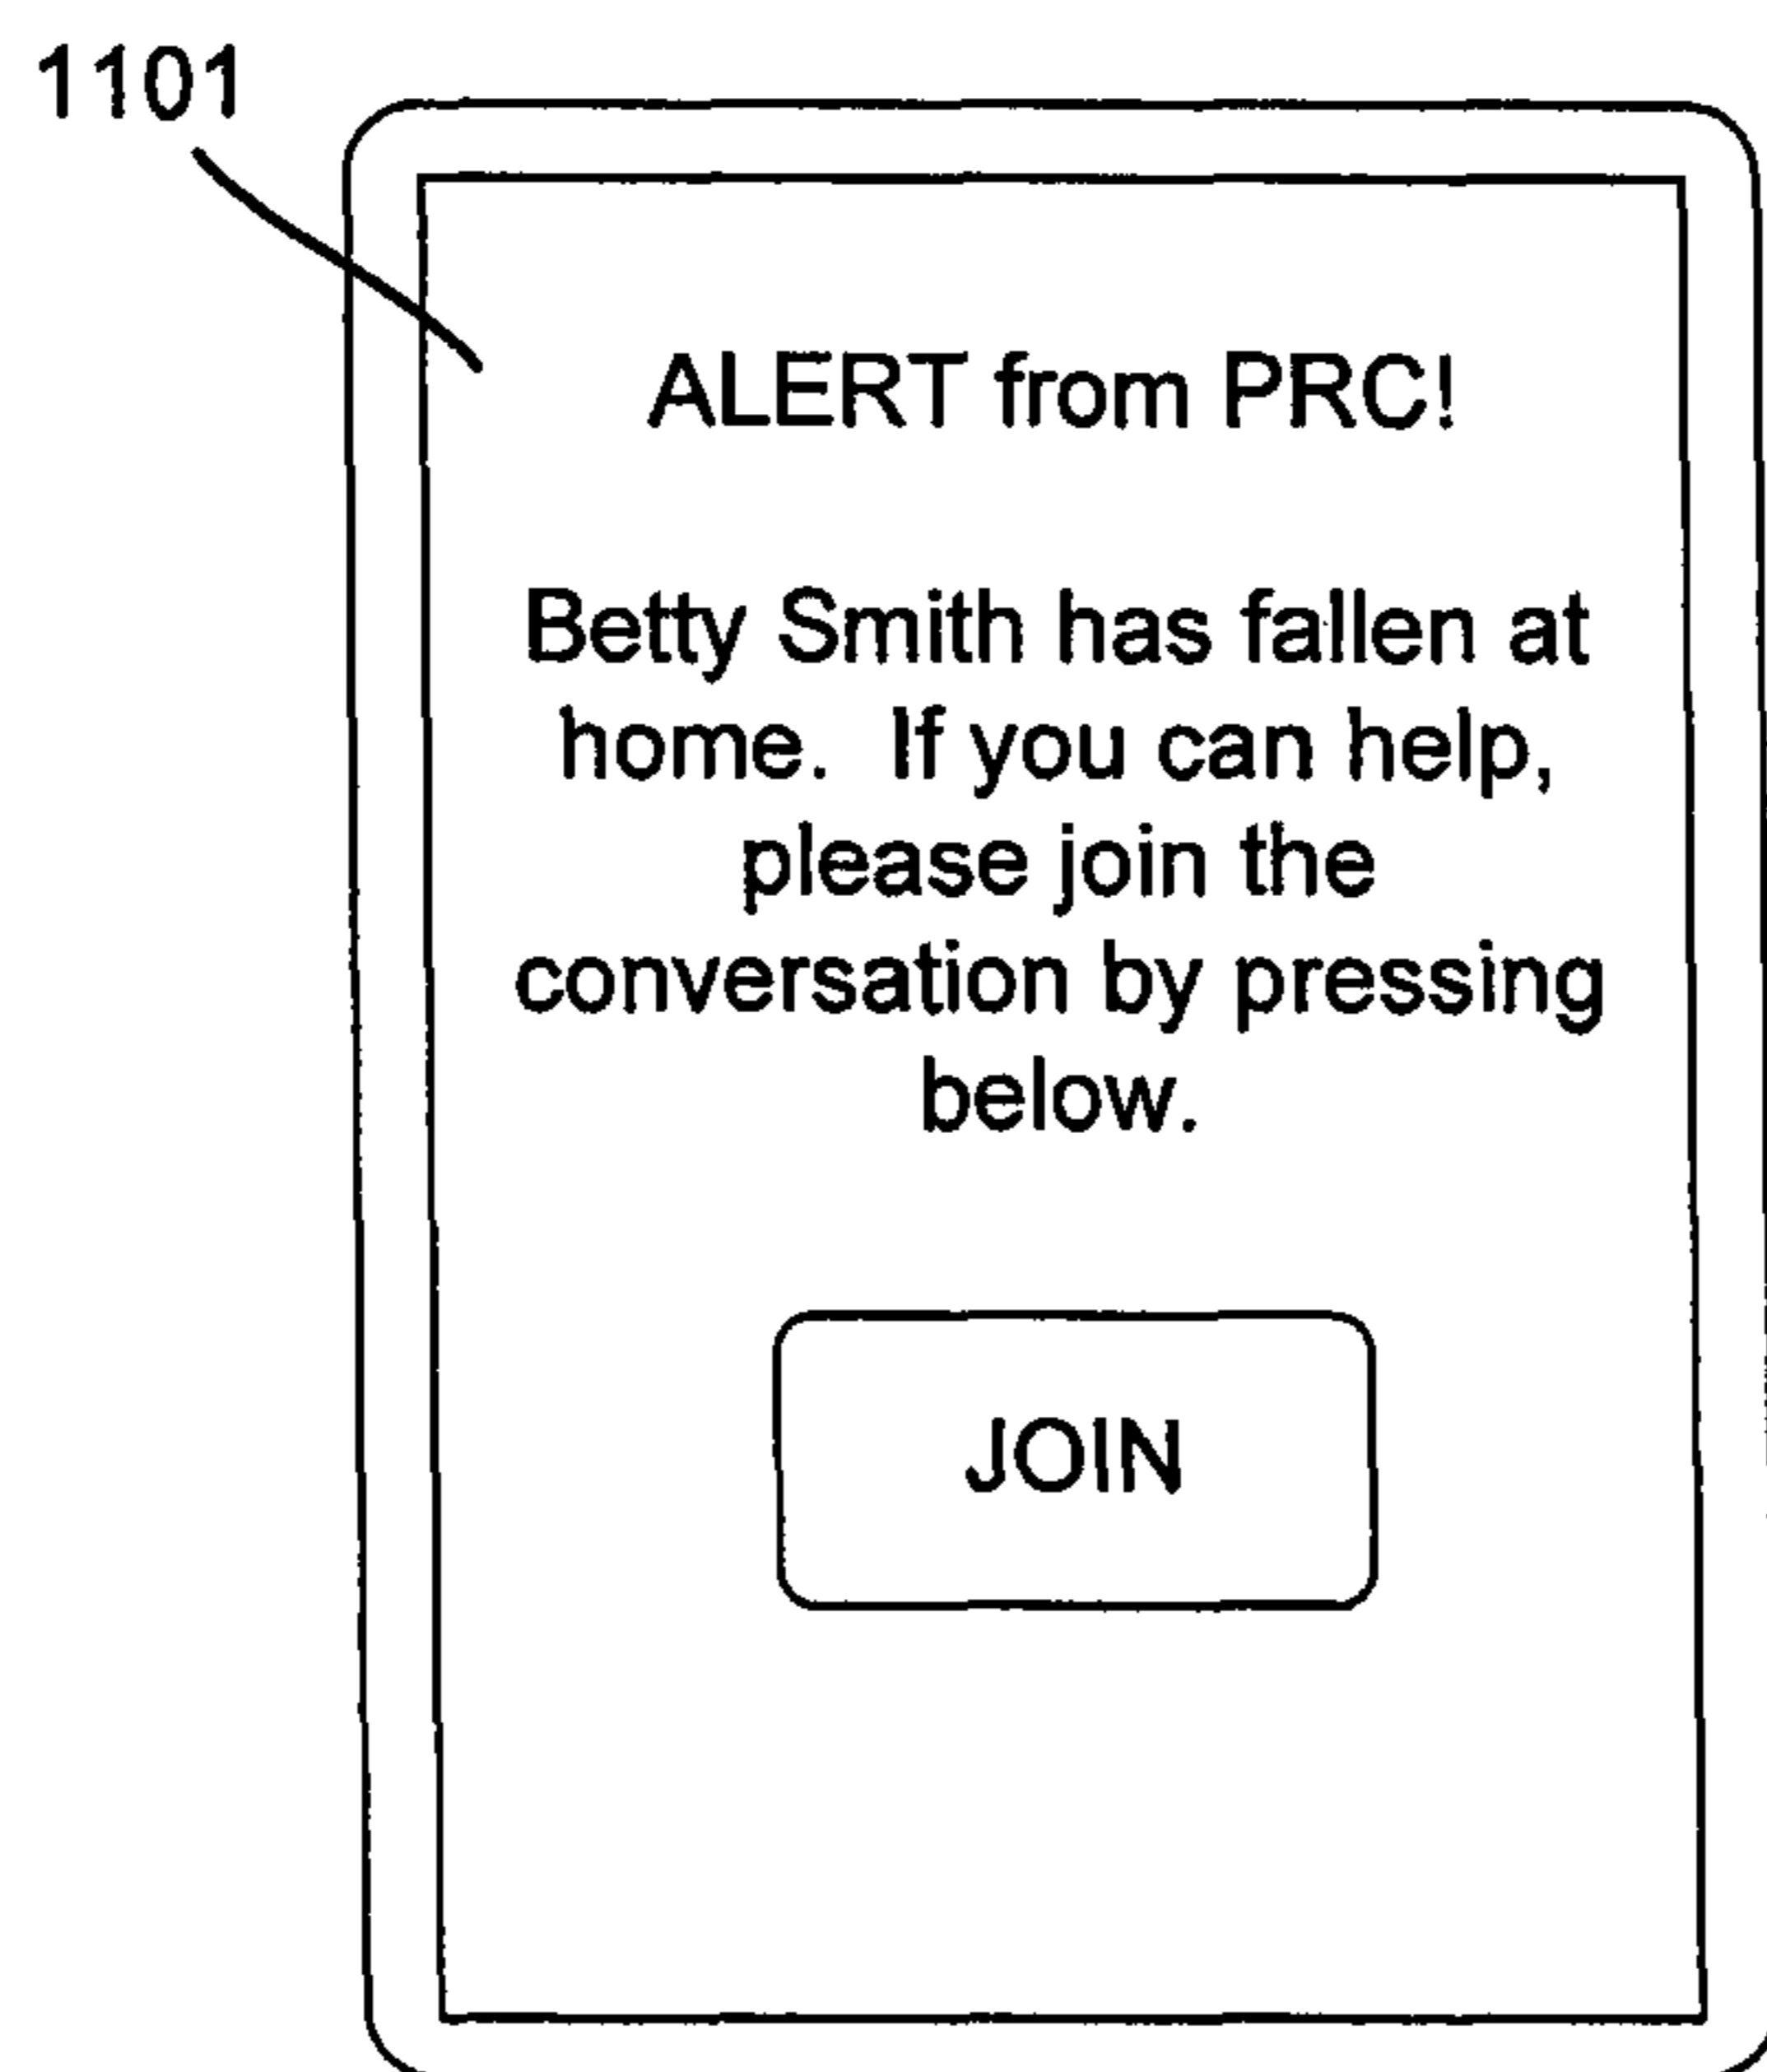 1101
ALERT from PRC!
Betty Smith has fallen at
home.  If you can help,
please join the
conversation by pressing
below.
JOIN